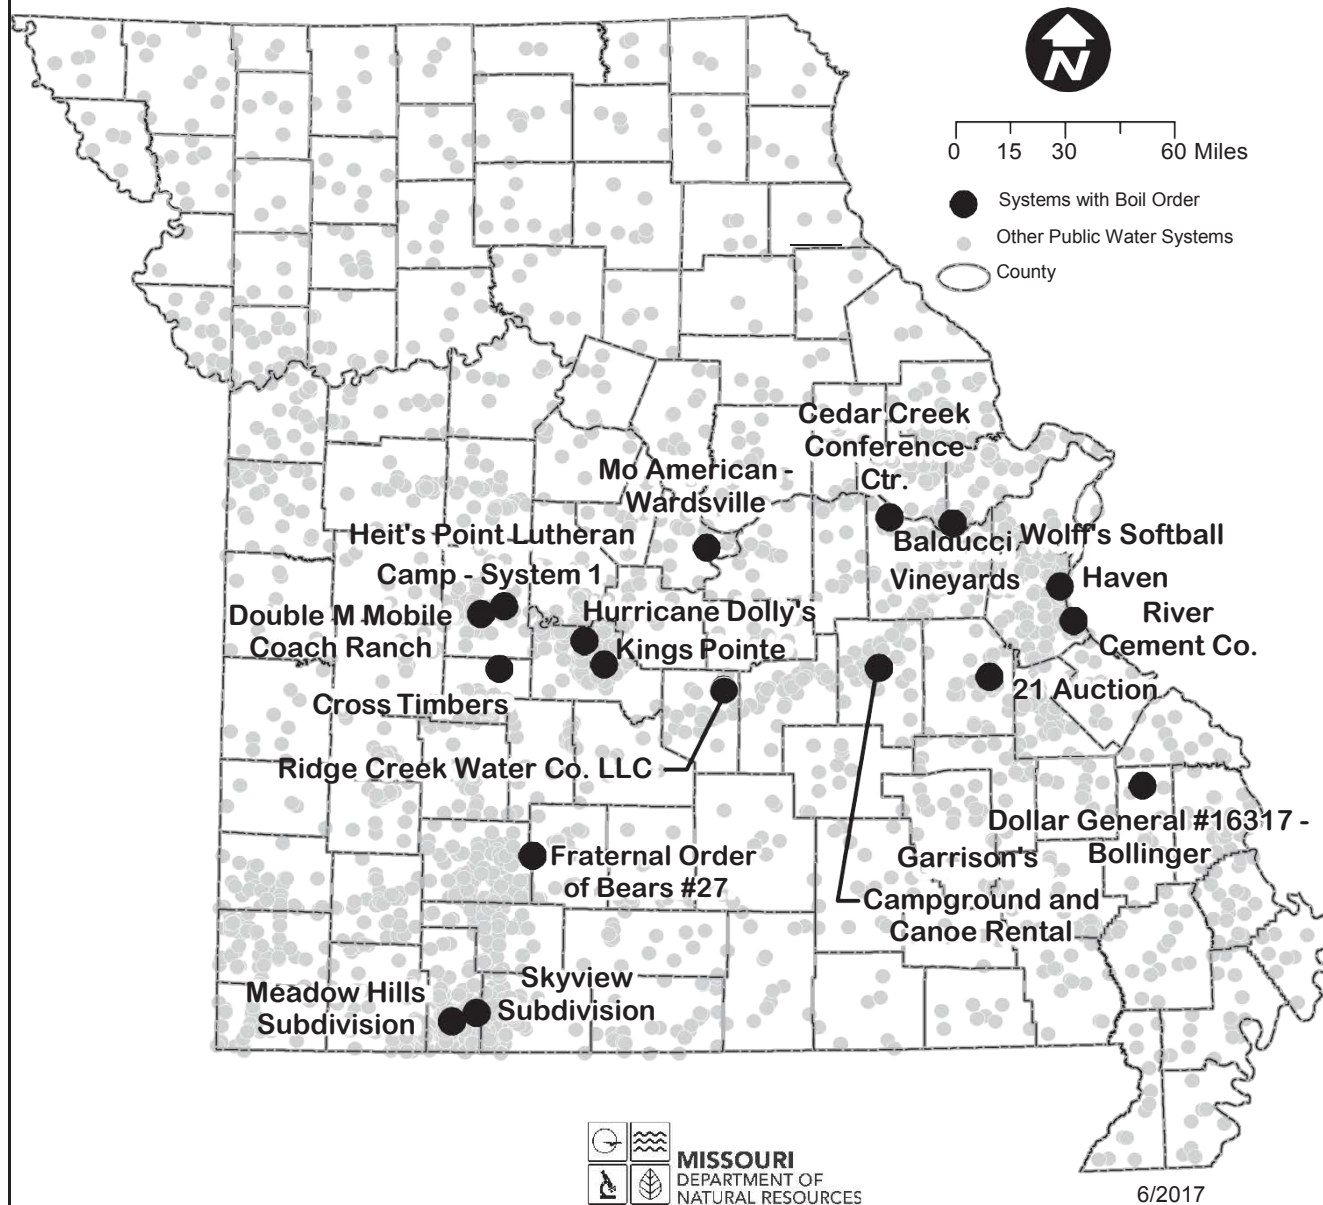 N
0 15 30 60 Miles
Systems with Boil Order
Other Public Water Systems
County
Cedar Creek
Conference
Ctr.
Mo American -
Wardsville
Heit's Point Lutheran
Camp - System 1
Balducci
Vineyards
Wolff's Softball
Haven
Double M Mobile
Coach Ranch
Hurricane Dolly's
Kings Pointe
River
Cement Co.
21 Auction
Cross Timbers
Ridge Creek Water Co. LLC
Dollar General #16317 -
Bollinger
Fraternal Order
of Bears #27
Garrison's
Campground and
Canoe Rental
Skyview
Subdivision
Meadow Hills
Subdivision
MISSOURI
DEPARTMENT OF
NATURAL RESOURCES
6/2017